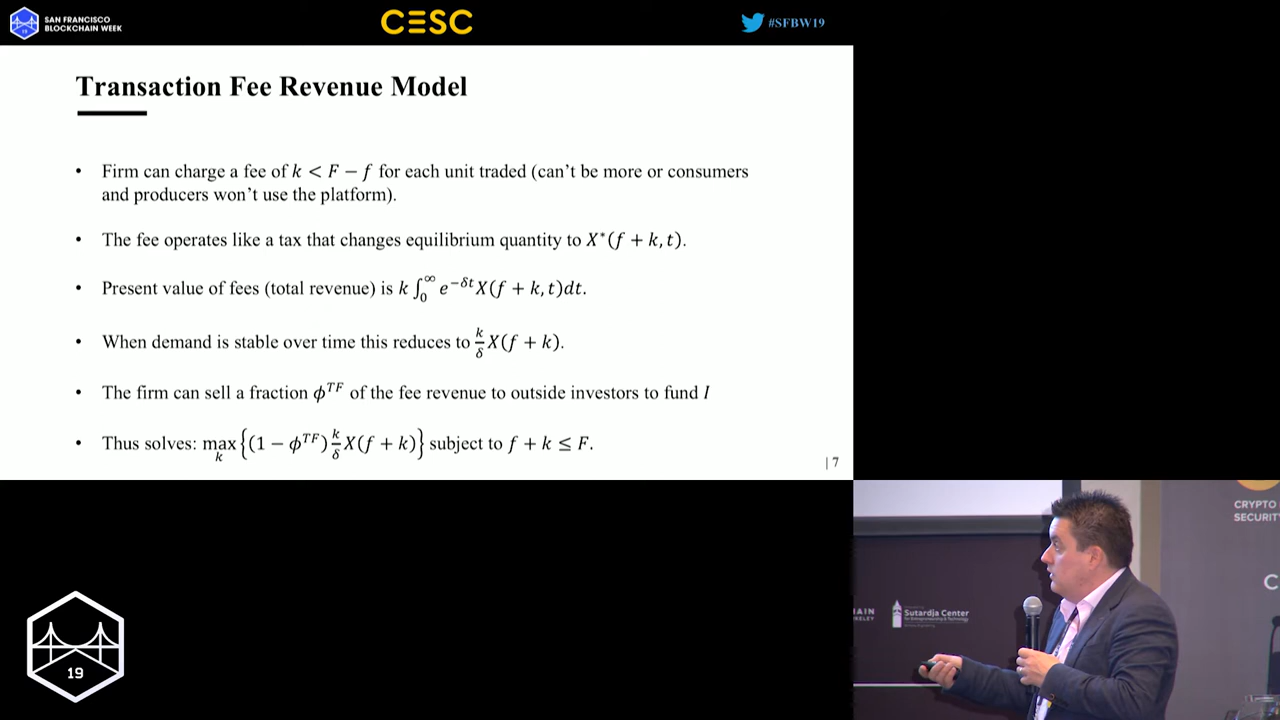 SAN FRANCISCO
BLOCKCHAIN WEEK
19
CESC
#SFBW19
Transaction Fee Revenue Model
• Firm can charge a fee of k < F − f for each unit traded (can't be more or consumers
and producers won't use the platform).
• The fee operates like a tax that changes equilibrium quantity to X*(f + k, t).
• Present value of fees (total revenue) is k ∫₀^∞ e^{−δt} X(f + k, t)dt.
• When demand is stable over time this reduces to k/δ X(f + k).
• The firm can sell a fraction ϕ^{TF} of the fee revenue to outside investors to fund I
• Thus solves: max_k {(1 − ϕ^{TF}) k/δ X(f + k)} subject to f + k ≤ F.
| 7
CRYPTO
SECURITY
C
Sutardja Center
19